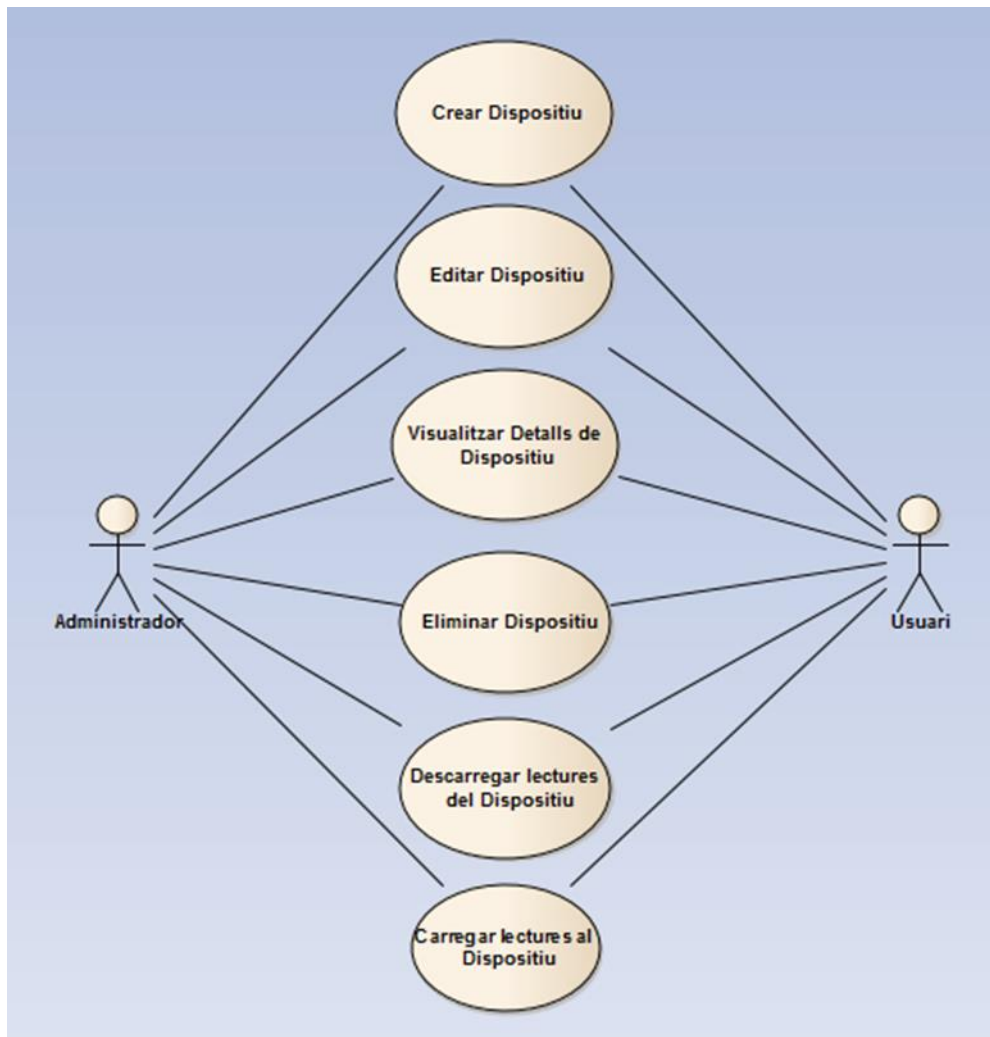 Crear Dispositiu
Editar Dispositiu
Visualitzar Detalls de
Dispositiu
Administrador
Eliminar Dispositiu
Usuari
Descarregar lectures
del Dispositiu
Carregar lectures al
Dispositiu